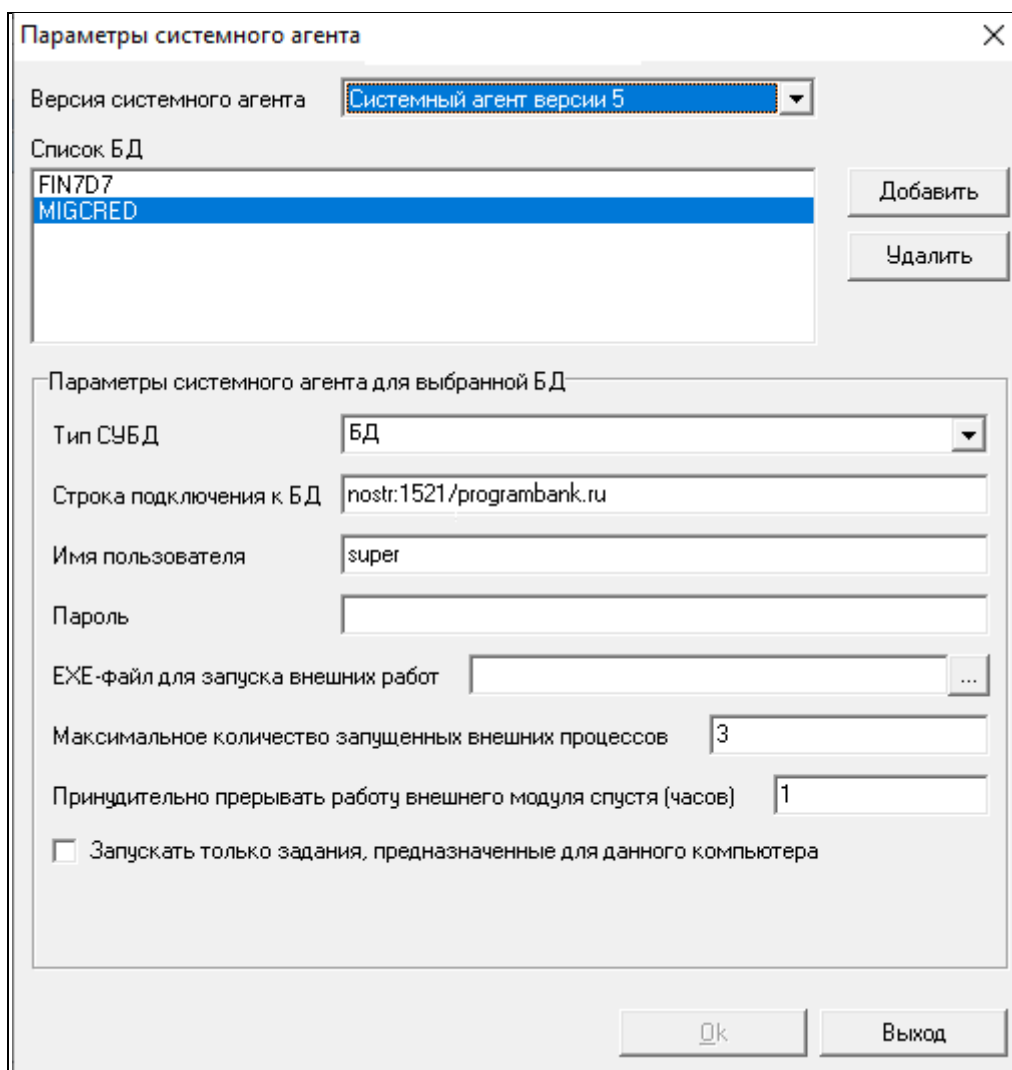 Параметры системного агента
Версия системного агента Системный агент версии 5
Список БД
FIN7D7
MIGCRED
Добавить
Удалить
Параметры системного агента для выбранной БД
Тип СУБД БД
Строка подключения к БД nostr:1521/programbank.ru
Имя пользователя super
Пароль
EXE-файл для запуска внешних работ ...
Максимальное количество запущенных внешних процессов 3
Принудительно прерывать работу внешнего модуля спустя (часов) 1
Запускать только задания, предназначенные для данного компьютера
Ok Выход